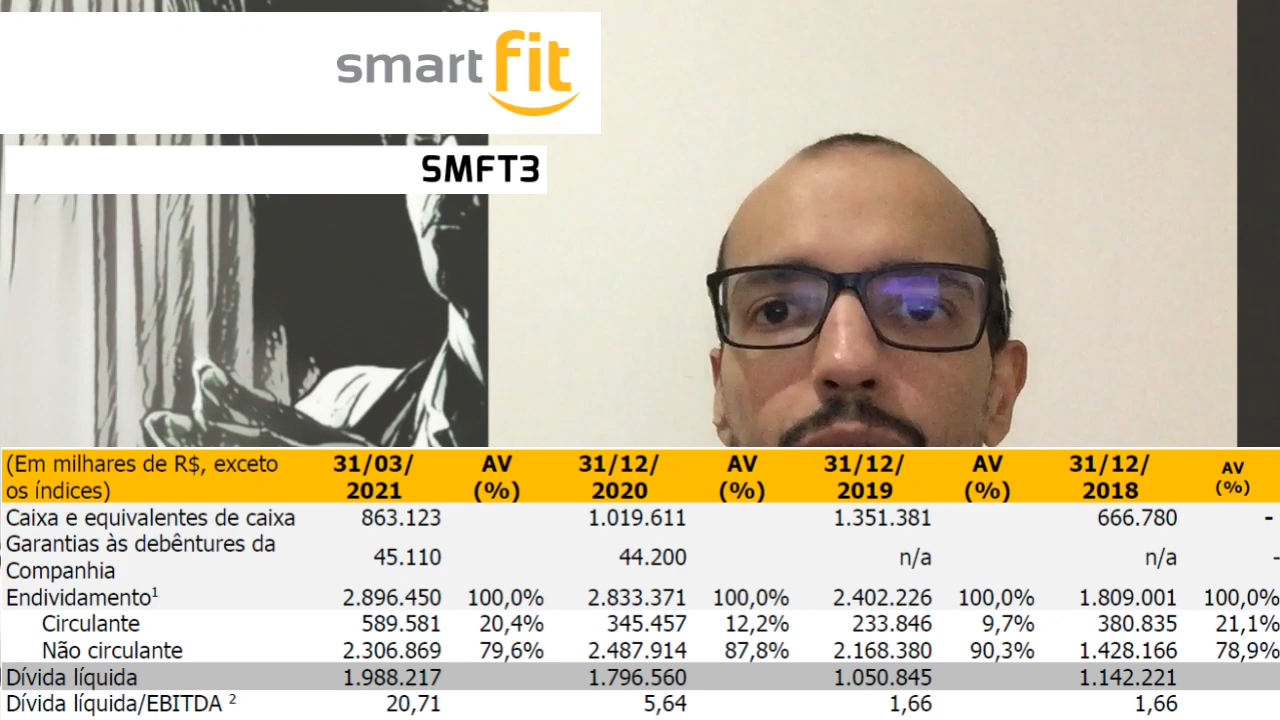 smart fit
SMFT3
(Em milhares de R$, exceto os índices) 31/03/2021 AV (%) 31/12/2020 AV (%) 31/12/2019 AV (%) 31/12/2018 AV (%)
Caixa e equivalentes de caixa 863.123 1.019.611 1.351.381 666.780 -
Garantias às debêntures da Companhia 45.110 44.200 n/a n/a -
Endividamento¹ 2.896.450 100,0% 2.833.371 100,0% 2.402.226 100,0% 1.809.001 100,0%
Circulante 589.581 20,4% 345.457 12,2% 233.846 9,7% 380.835 21,1%
Não circulante 2.306.869 79,6% 2.487.914 87,8% 2.168.380 90,3% 1.428.166 78,9%
Dívida líquida 1.988.217 1.796.560 1.050.845 1.142.221
Dívida líquida/EBITDA ² 20,71 5,64 1,66 1,66